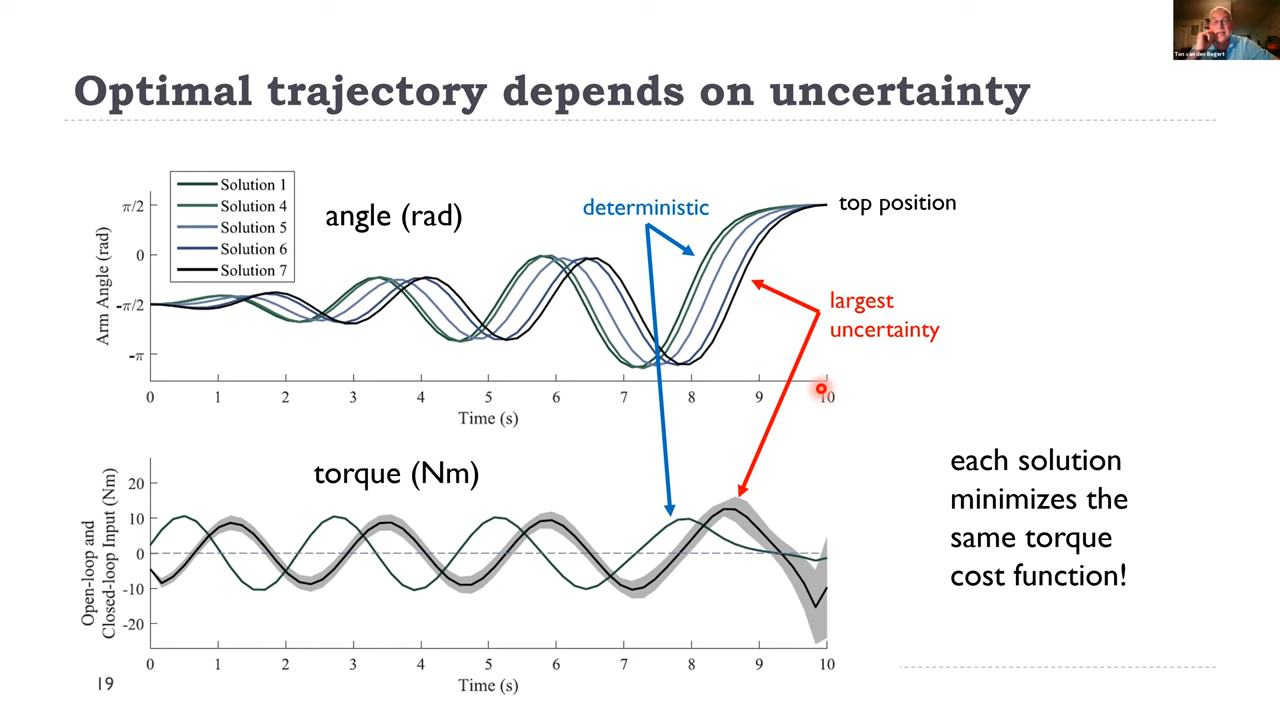 Ton van den Bogert
Optimal trajectory depends on uncertainty
Solution 1
Solution 4
Solution 5
Solution 6
Solution 7
angle (rad)
deterministic
top position
largest
uncertainty
Arm Angle (rad)
π/2
0
-π/2
-π
0 1 2 3 4 5 6 7 8 9 10
Time (s)
torque (Nm)
Open-loop and
Closed-loop Input (Nm)
20
10
0
-10
-20
0 1 2 3 4 5 6 7 8 9 10
Time (s)
each solution
minimizes the
same torque
cost function!
19